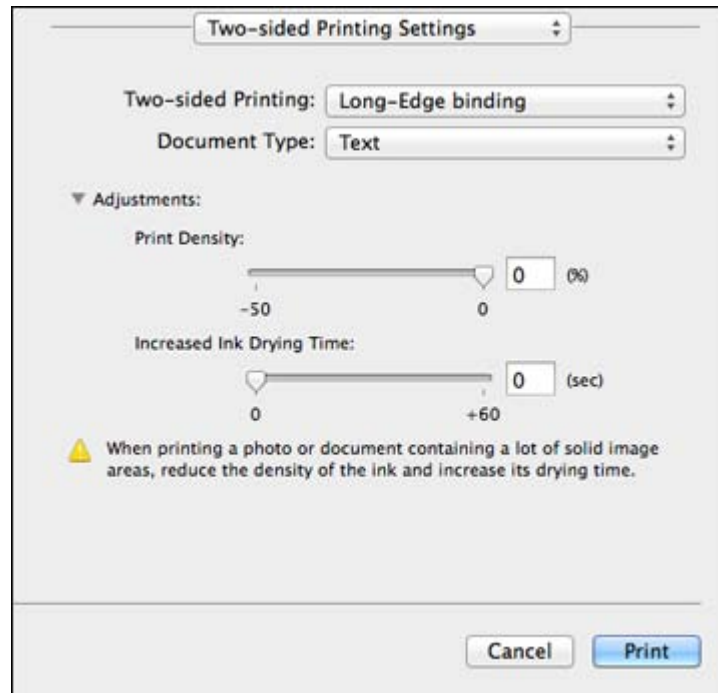 Two-sided Printing Settings
Two-sided Printing: Long-Edge binding
Document Type: Text
Adjustments:
Print Density:
0 (%)
-50 0
Increased Ink Drying Time:
0 (sec)
0 +60
When printing a photo or document containing a lot of solid image
areas, reduce the density of the ink and increase its drying time.
Cancel Print